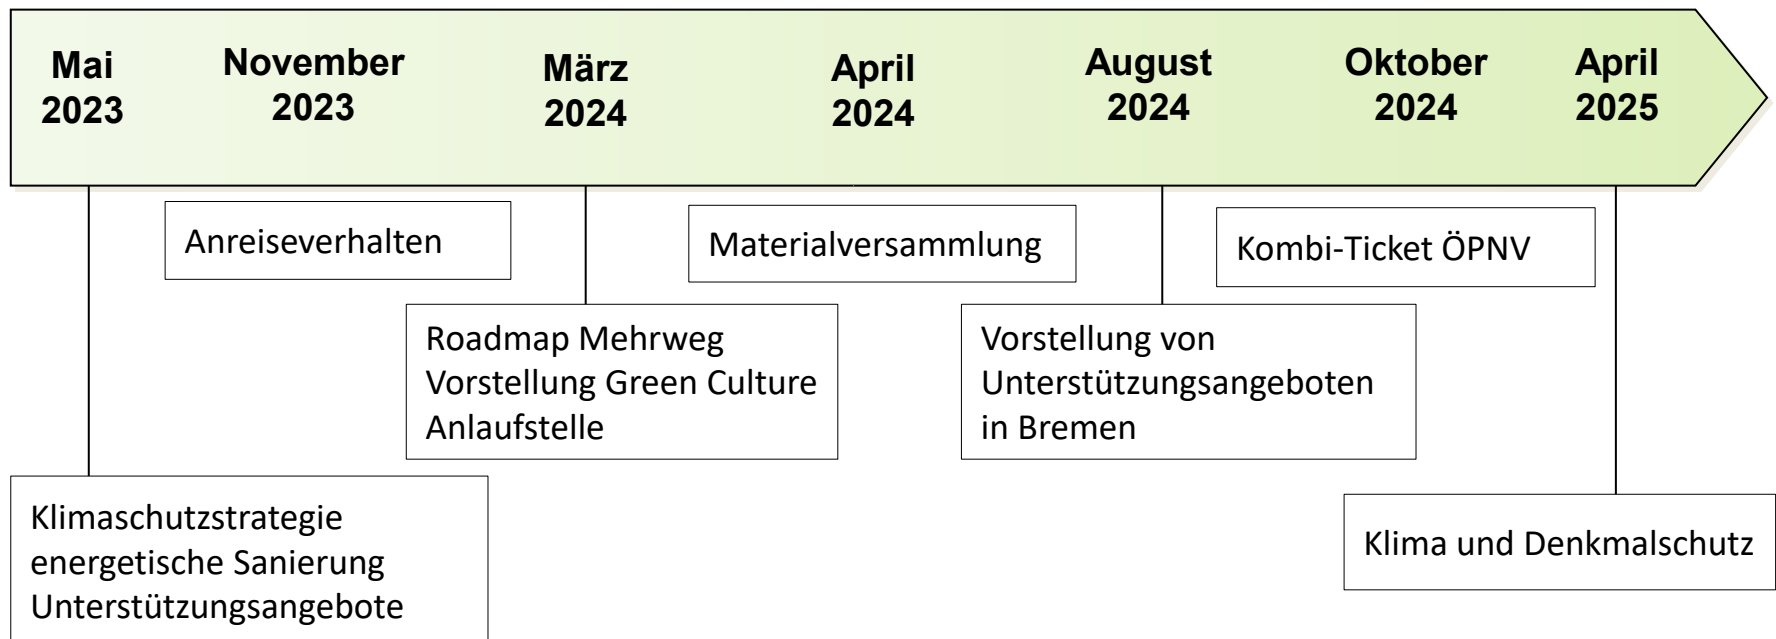 Mai
2023
November
2023
März
2024
April
2024
August
2024
Oktober
2024
April
2025
Anreiseverhalten
Materialversammlung
Kombi-Ticket ÖPNV
Roadmap Mehrweg
Vorstellung Green Culture
Anlaufstelle
Vorstellung von
Unterstützungsangeboten
in Bremen
Klimaschutzstrategie
energetische Sanierung
Unterstützungsangebote
Klima und Denkmalschutz